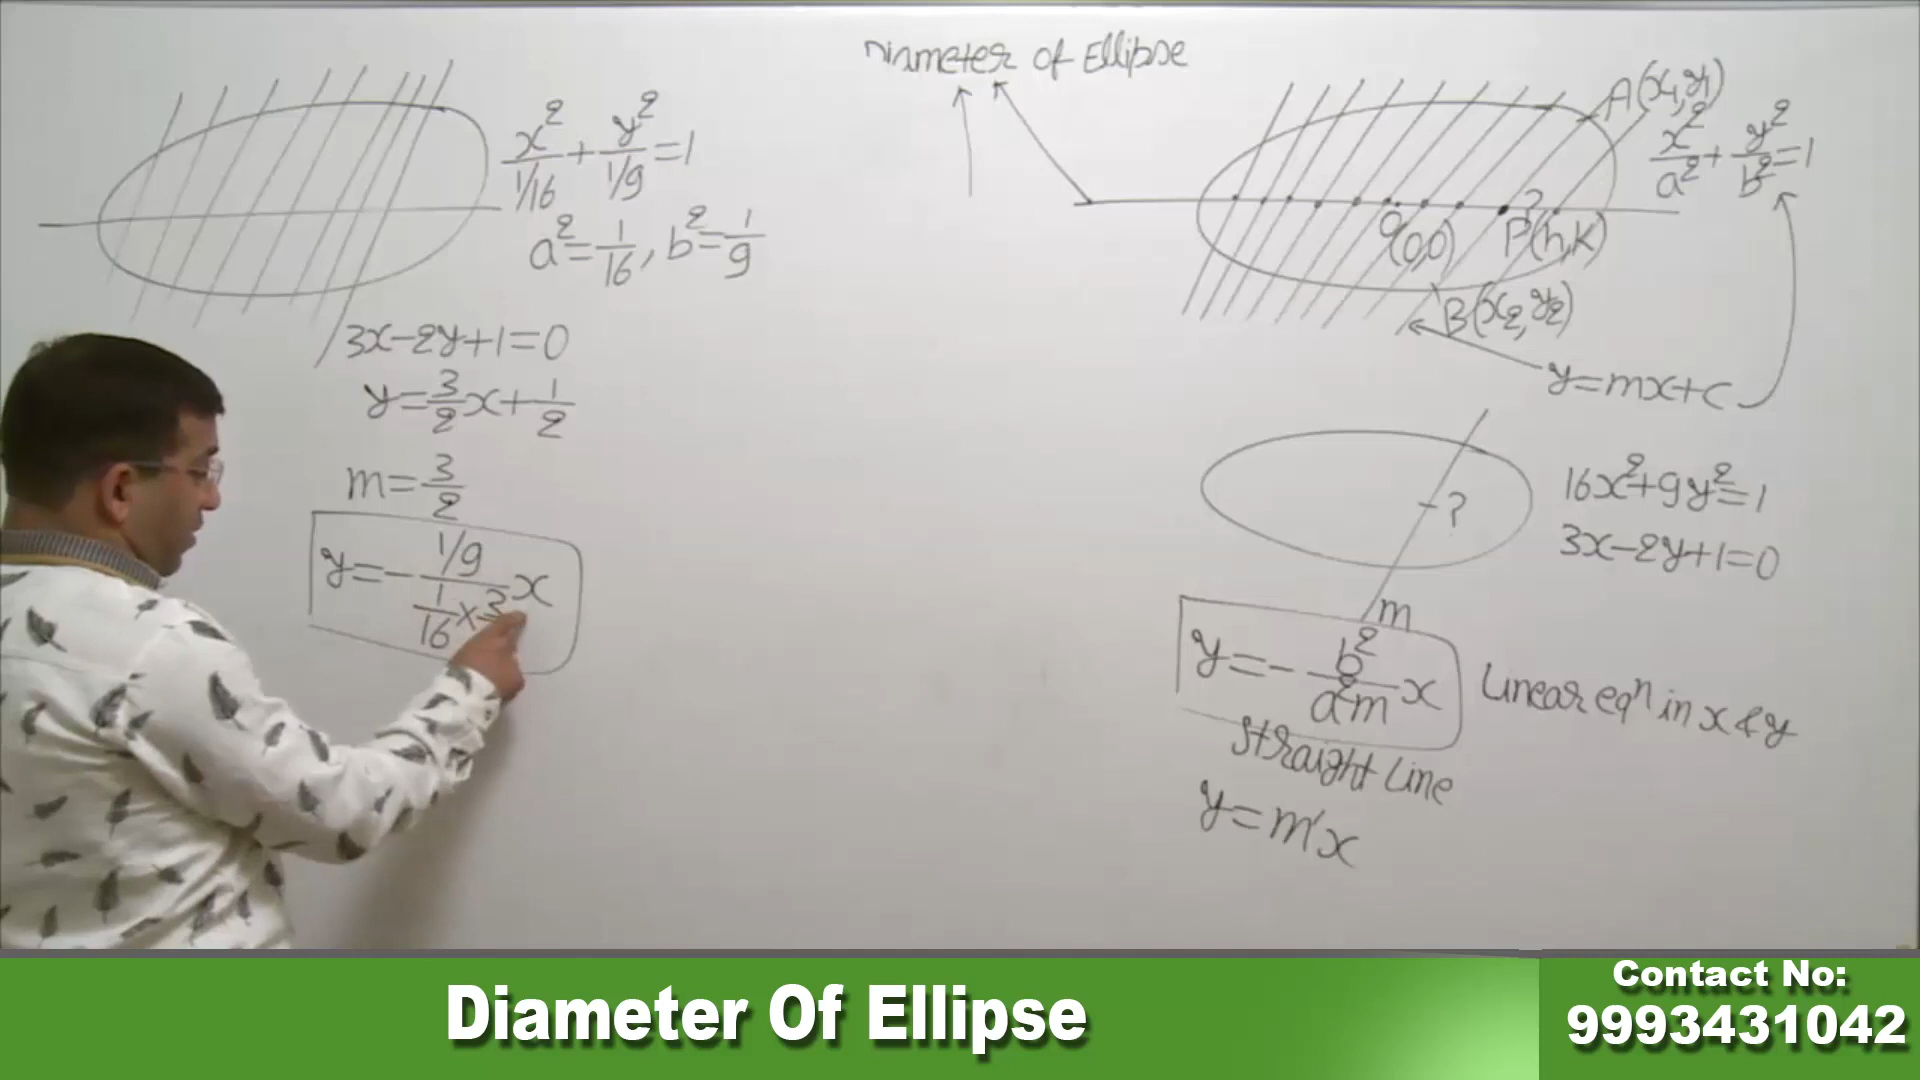 Diameter of Ellipse
x²/1/16 + y²/1/9 = 1
a² = 1/16, b² = 1/9
3x-2y+1=0
y = 3/2 x + 1/2
m = 3/2
y = - 1/9 / 1/16 × 3 x
A(x₁, y₁)
x²/a² + y²/b² = 1
?
O(0,0)
P(h,k)
B(x₂, y₂)
y=mx+c
16x²+9y²=1
-?
3x-2y+1=0
m
y = - b²/a²m x
Linear eqⁿ in x & y
Straight Line
y=m'x
Diameter Of Ellipse
Contact No:
9993431042